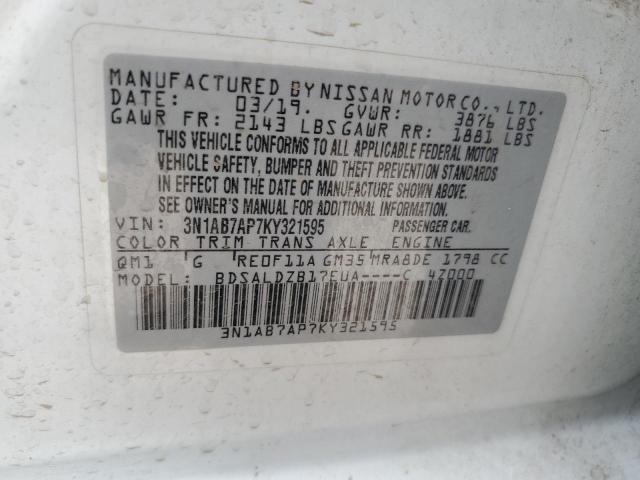 MANUFACTURED BY NISSAN MOTOR CO., LTD.
DATE: 03/19. GVWR: 3876 LBS
GAWR FR: 2143 LBS GAWR RR: 1881 LBS
THIS VEHICLE CONFORMS TO ALL APPLICABLE FEDERAL MOTOR
VEHICLE SAFETY, BUMPER AND THEFT PREVENTION STANDARDS
IN EFFECT ON THE DATE OF MANUFACTURE SHOWN ABOVE.
SEE OWNER'S MANUAL FOR ADDITIONAL INFORMATION.
VIN: 3N1AB7AP7KY321595 PASSENGER CAR.
COLOR TRIM TRANS AXLE ENGINE
QM1 G RE0F11A GM35 MRA8DE 1798 CC
MODEL: BDSALDZB17EUA----C 42000
3N1AB7AP7KY321595